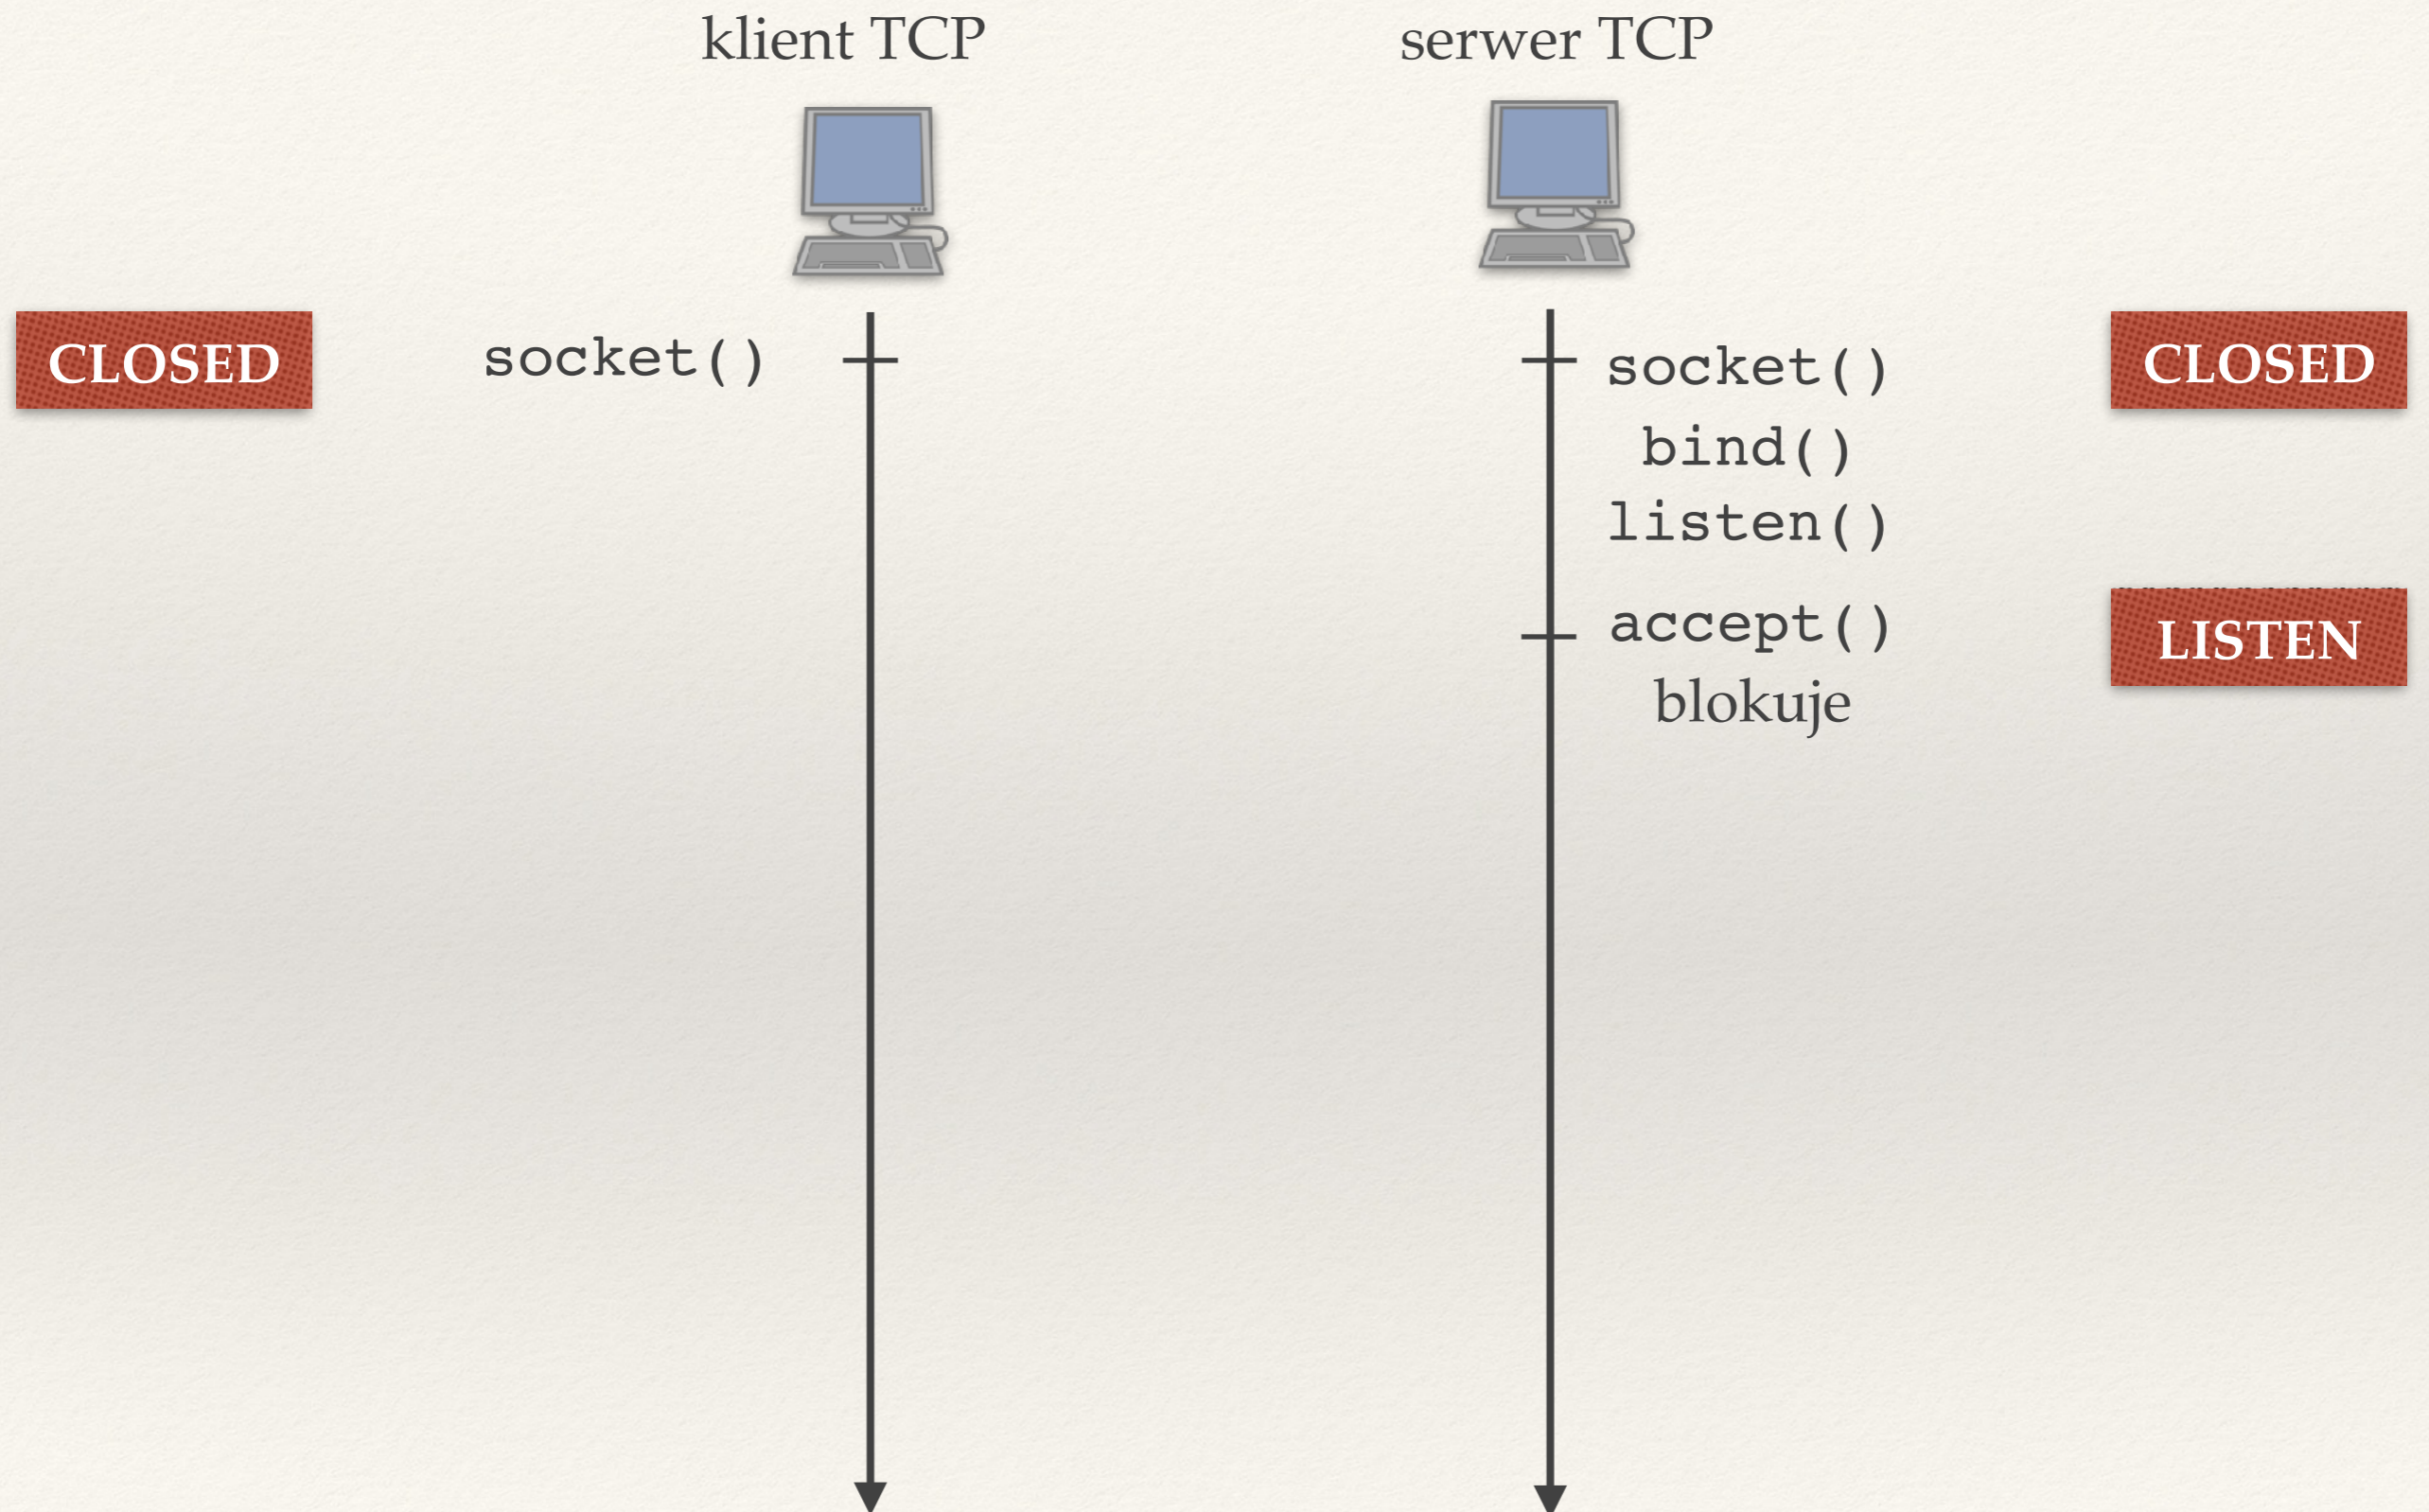 klient TCP
serwer TCP
CLOSED
socket()
socket()
CLOSED
bind()
listen()
accept()
LISTEN
blokuje